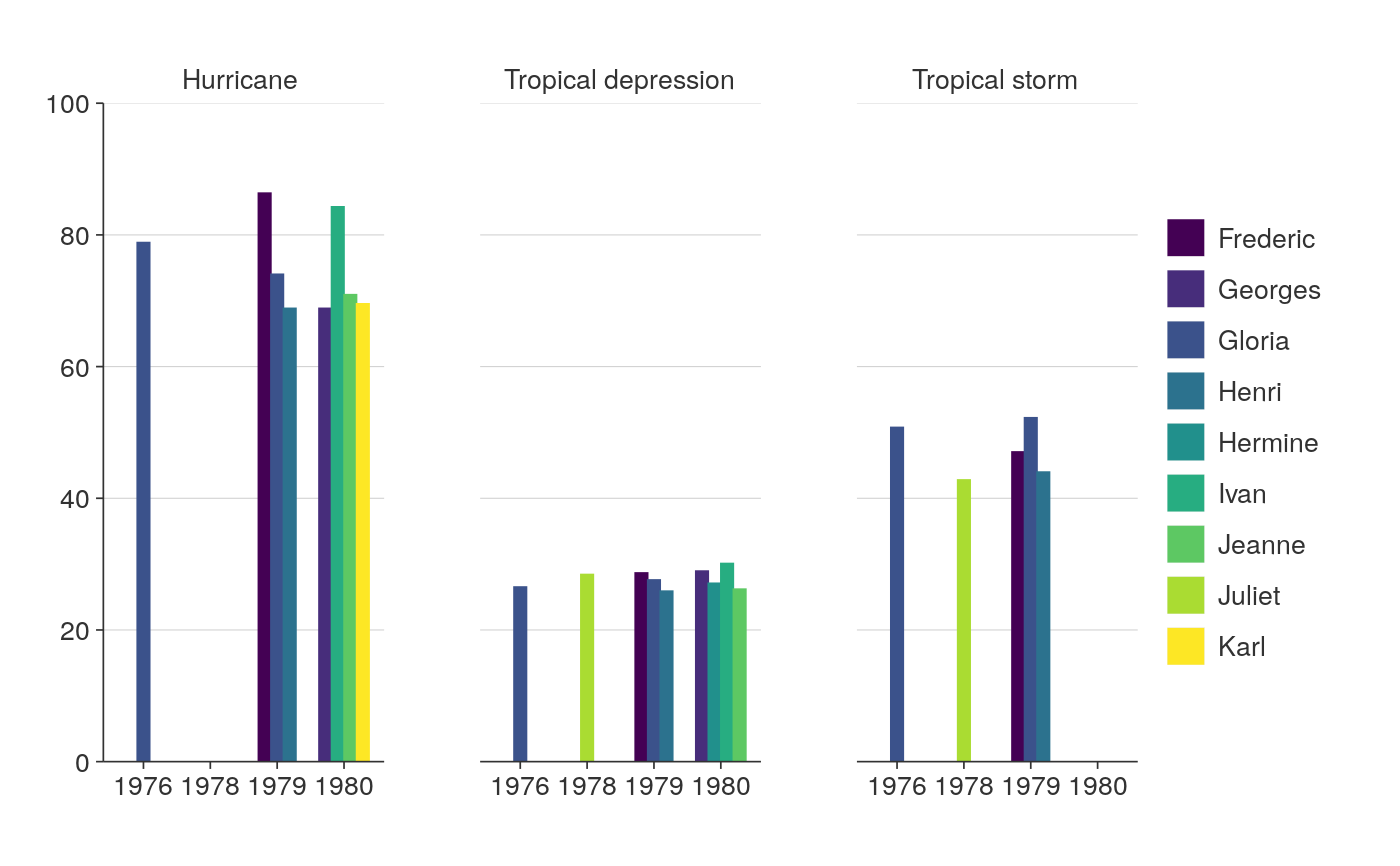 Hurricane
Tropical depression
Tropical storm
100
80
60
40
20
0
1976 1978 1979 1980
1976 1978 1979 1980
1976 1978 1979 1980
Frederic
Georges
Gloria
Henri
Hermine
Ivan
Jeanne
Juliet
Karl